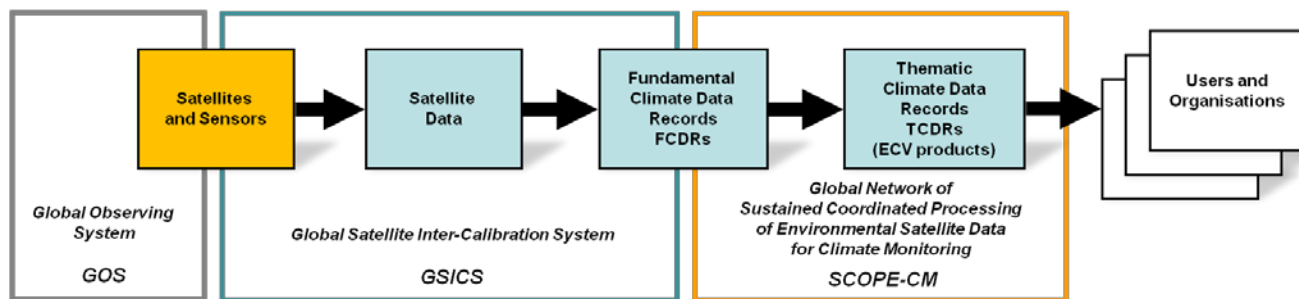 Satellites
and Sensors
Satellite
Data
Fundamental
Climate Data
Records
FCDRs
Thematic
Climate Data
Records
TCDRs
(ECV products)
Users and
Organisations
Global Observing
System
GOS
Global Satellite Inter-Calibration System
GSICS
Global Network of
Sustained Coordinated Processing
of Environmental Satellite Data
for Climate Monitoring
SCOPE-CM